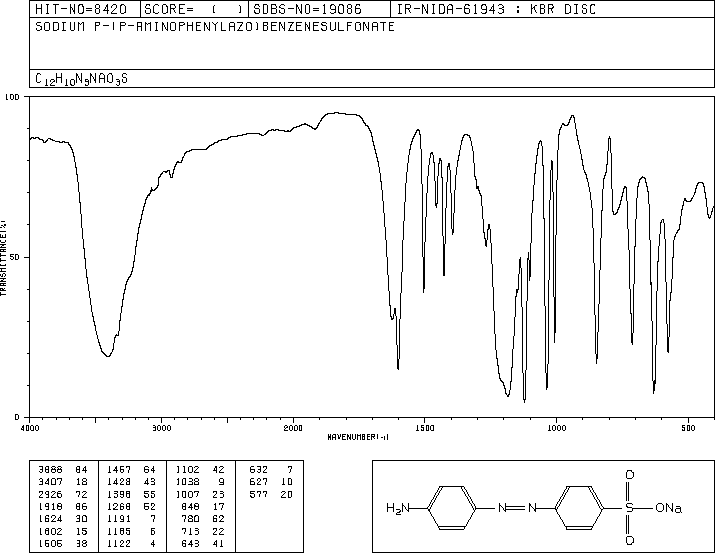 HIT-NO=8420 SCORE= ( ) SDBS-NO=19086 IR-NIDA-61943 : KBR DISC
SODIUM P-(P-AMINOPHENYLAZO)BENZENESULFONATE
C12H10N3NAO3S
100
50
0
TRANSMITTANCE(%)
4000 3000 2000 1500 1000 500
WAVENUMBER(-1)
3888 84 1457 64 1102 42 632 7
3407 18 1428 43 1038 9 627 10
2926 72 1398 55 1007 23 577 20
1918 86 1268 52 848 17
1624 30 1191 7 780 62
1602 15 1185 6 713 22
1505 38 1122 4 643 41
O
H2N N=N S ONa
O